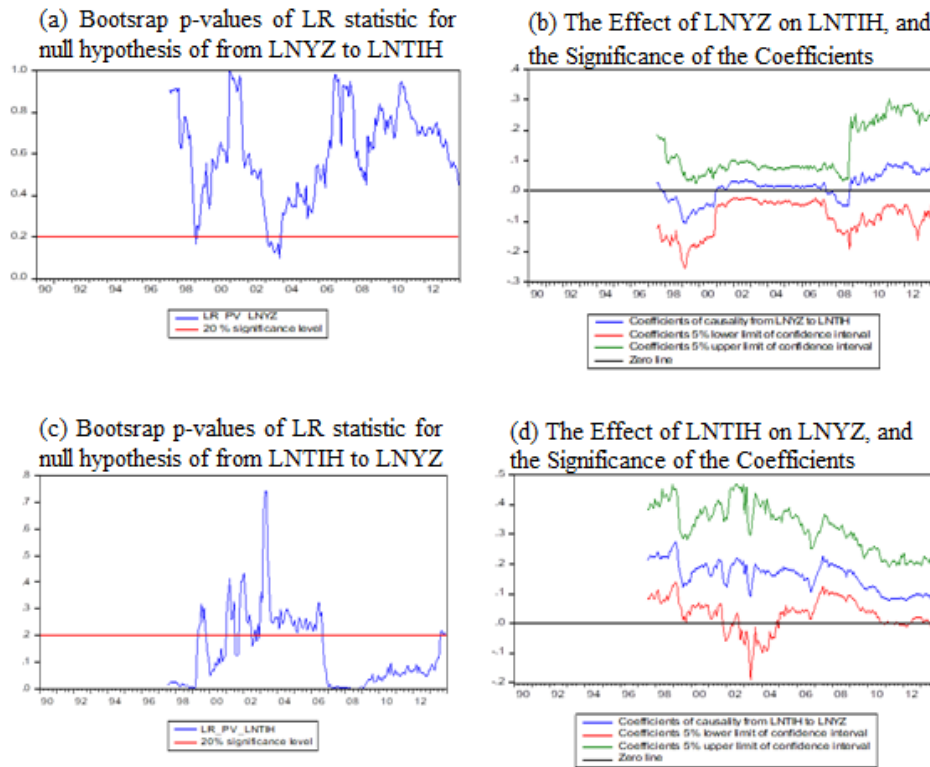 (a) Bootsrap p-values of LR statistic for
null hypothesis of from LNYZ to LNTIH
1.0
0.8
0.6
0.4
0.2
0.0
90 92 94 96 98 00 02 04 06 08 10 12
LR_PV_LNYZ
20 % significance level
(b) The Effect of LNYZ on LNTIH, and
the Significance of the Coefficients
.4
.3
.2
.1
.0
-.1
-.2
-.3
90 92 94 96 98 00 02 04 06 08 10 12
Coefficients of causality from LNYZ to LNTIH
Coefficients 5% lower limit of confidence interval
Coefficients 5% upper limit of confidence interval
Zero line
(c) Bootsrap p-values of LR statistic for
null hypothesis of from LNTIH to LNYZ
.8
.7
.6
.5
.4
.3
.2
.1
.0
90 92 94 96 98 00 02 04 06 08 10 12
LR_PV_LNTIH
20% significance level
(d) The Effect of LNTIH on LNYZ, and
the Significance of the Coefficients
.5
.4
.3
.2
.1
.0
-.1
-.2
90 92 94 96 98 00 02 04 06 08 10 12
Coefficients of causality from LNTIH to LNYZ
Coefficients 5% lower limit of confidence interval
Coefficients 5% upper limit of confidence interval
Zero line